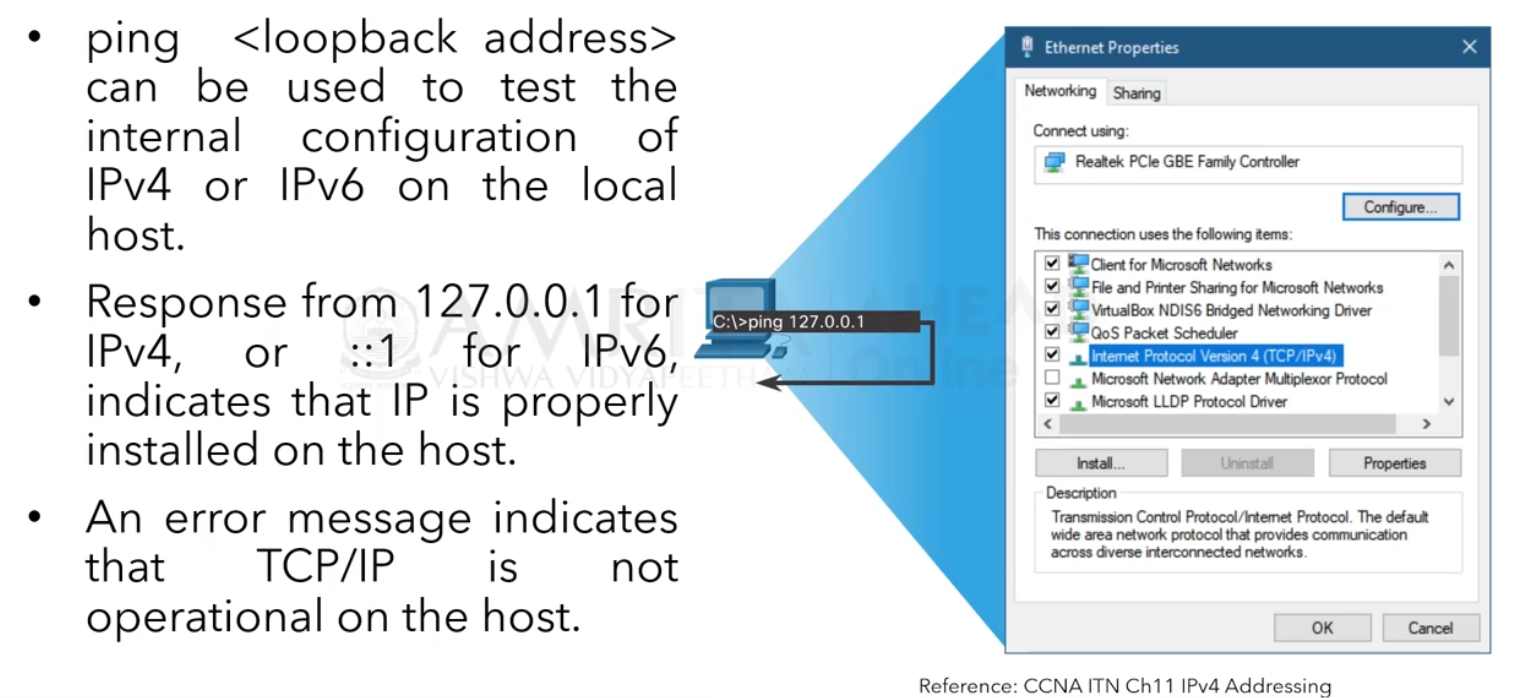 • ping <loopback address>
can be used to test the
internal configuration of
IPv4 or IPv6 on the local
host.
• Response from 127.0.0.1 for
IPv4, or ::1 for IPv6,
indicates that IP is properly
installed on the host.
• An error message indicates
that TCP/IP is not
operational on the host.
AMRITA AHEAD
VISHWA VIDYAPEETHAM Online
C:\>ping 127.0.0.1
Ethernet Properties
Networking Sharing
Connect using:
Realtek PCIe GBE Family Controller
Configure...
This connection uses the following items:
Client for Microsoft Networks
File and Printer Sharing for Microsoft Networks
VirtualBox NDIS6 Bridged Networking Driver
QoS Packet Scheduler
Internet Protocol Version 4 (TCP/IPv4)
Microsoft Network Adapter Multiplexor Protocol
Microsoft LLDP Protocol Driver
Install... Uninstall Properties
Description
Transmission Control Protocol/Internet Protocol. The default
wide area network protocol that provides communication
across diverse interconnected networks.
OK Cancel
Reference: CCNA ITN Ch11 IPv4 Addressing